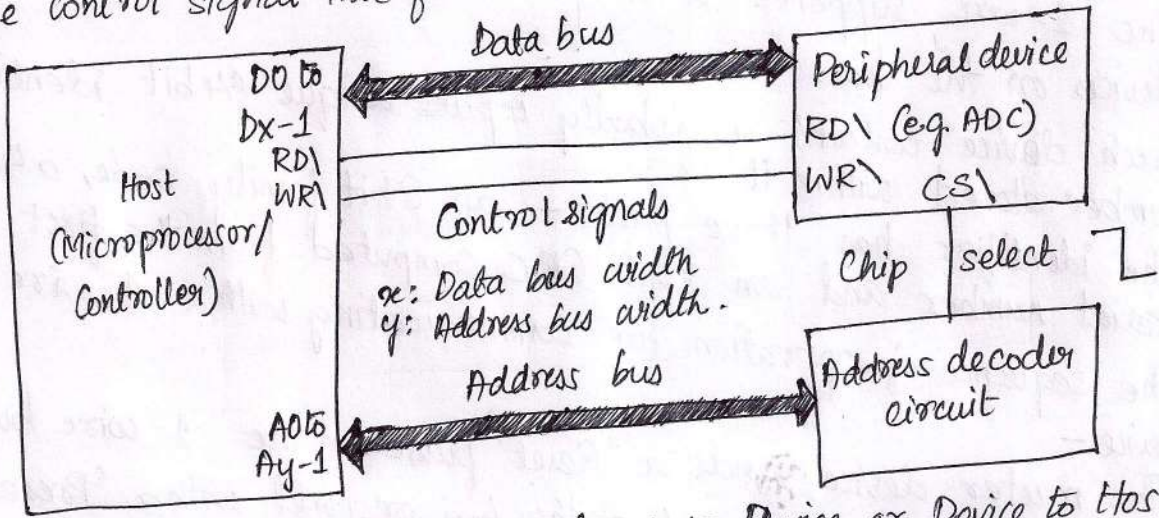 e control signal
Data bus
D0 to
Dx-1
RD\
WR\
Host
(Microprocessor/
Controller)
A0 to
Ay-1
Peripheral device
RD\ (e.g. ADC)
WR\ CS\
Control signals
x: Data bus width
y: Address bus width.
Address bus
Chip select
Address decoder
circuit
Device or Device to Hos